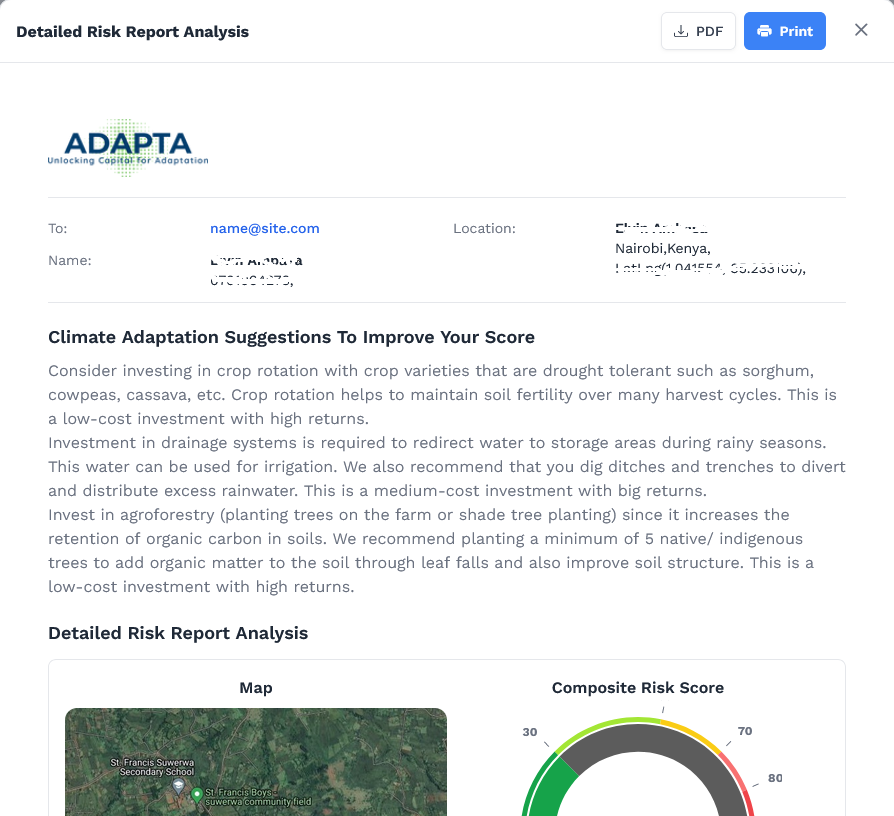 Detailed Risk Report Analysis
PDF
Print
ADAPTA
Unlocking Capital for Adaptation
To:
name@site.com
Location:
Nairobi,Kenya,
Name:
Climate Adaptation Suggestions To Improve Your Score
Consider investing in crop rotation with crop varieties that are drought tolerant such as sorghum,
cowpeas, cassava, etc. Crop rotation helps to maintain soil fertility over many harvest cycles. This is
a low-cost investment with high returns.
Investment in drainage systems is required to redirect water to storage areas during rainy seasons.
This water can be used for irrigation. We also recommend that you dig ditches and trenches to divert
and distribute excess rainwater. This is a medium-cost investment with big returns.
Invest in agroforestry (planting trees on the farm or shade tree planting) since it increases the
retention of organic carbon in soils. We recommend planting a minimum of 5 native/ indigenous
trees to add organic matter to the soil through leaf falls and also improve soil structure. This is a
low-cost investment with high returns.
Detailed Risk Report Analysis
Map
Composite Risk Score
St. Francis Suwerwa
Secondary School
St. Francis Boys
suwerwa community field
30
70
80